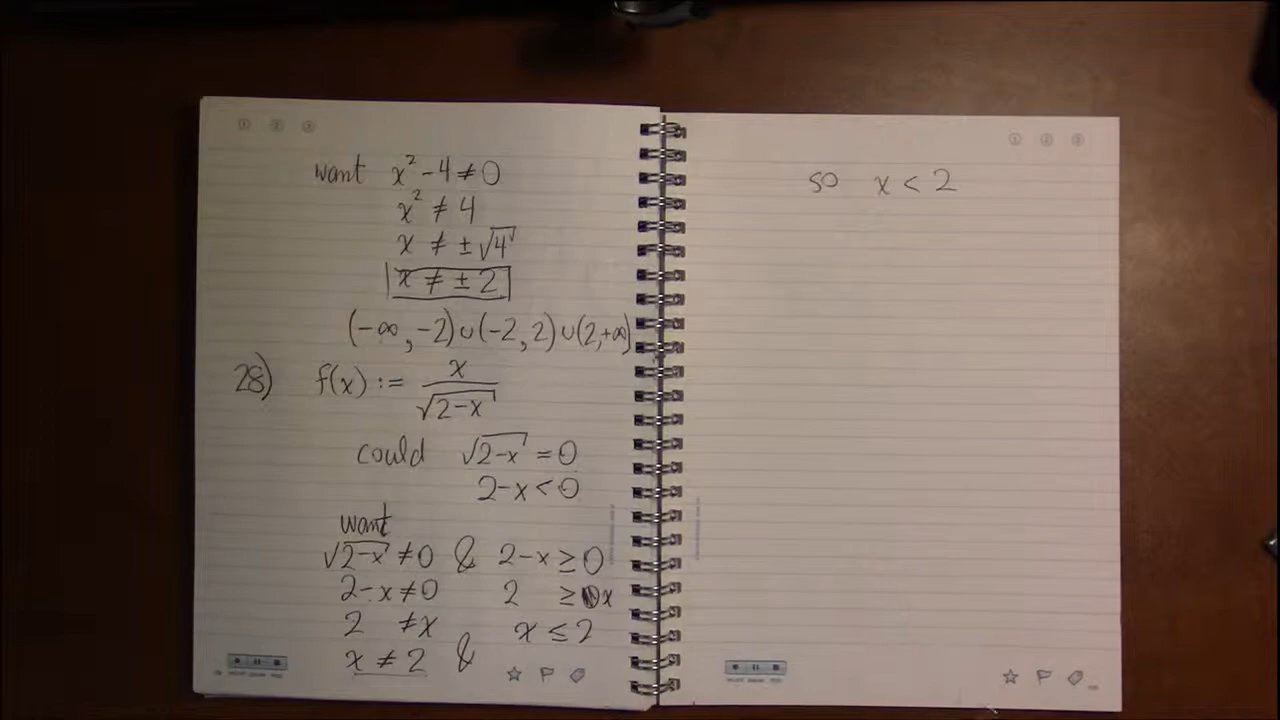 want x² - 4 ≠ 0
x² ≠ 4
x ≠ ± √4
x ≠ ± 2
(-∞, -2) ∪ (-2, 2) ∪ (2, +∞)
28) f(x) := x / √(2-x)
could √(2-x) = 0
2-x < 0
want
√(2-x) ≠ 0 & 2-x ≥ 0
2-x ≠ 0 2 ≥ x
2 ≠ x x ≤ 2
x ≠ 2 &
so x < 2